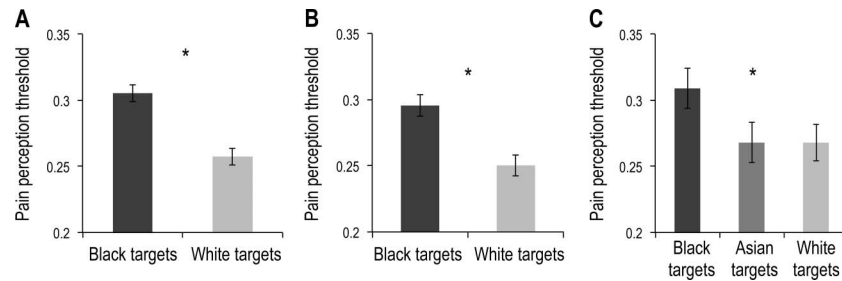 A
Pain perception threshold
0.35
0.3
0.25
0.2
*
Black targets
White targets
B
Pain perception threshold
0.35
0.3
0.25
0.2
*
Black targets
White targets
C
Pain perception threshold
0.35
0.3
0.25
0.2
*
Black
targets
Asian
targets
White
targets